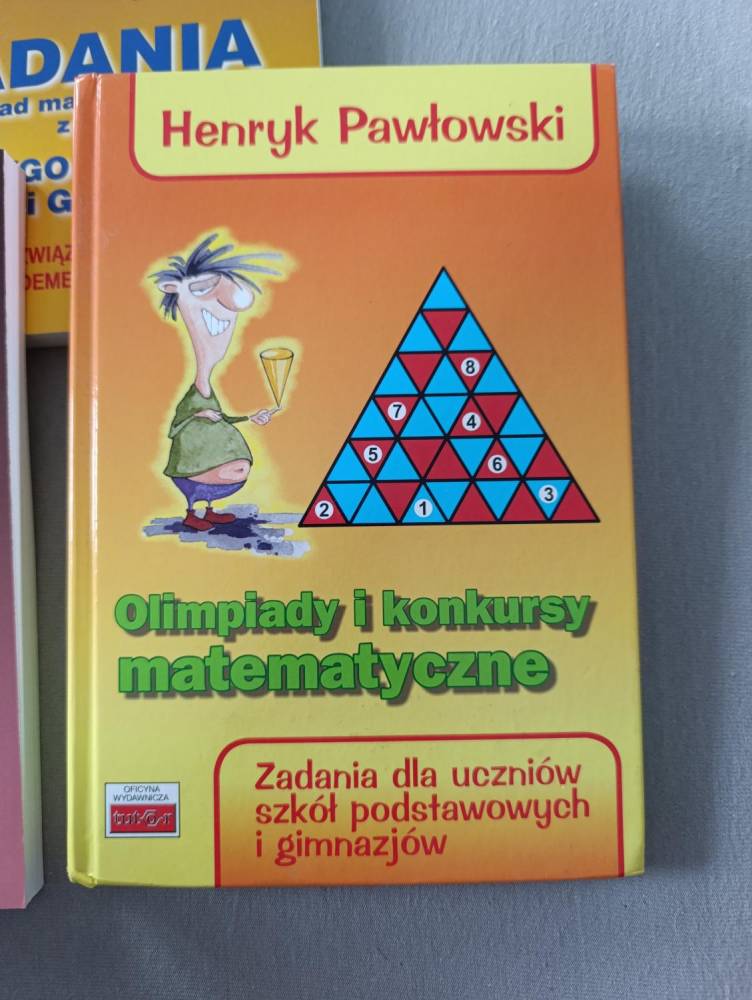 ADANIA
z
i G
Henryk Pawłowski
8
7
4
5
6
2
1
3
Olimpiady i konkursy
matematyczne
Zadania dla uczniów
szkół podstawowych
i gimnazjów
OFICYNA
WYDAWNICZA
tutor